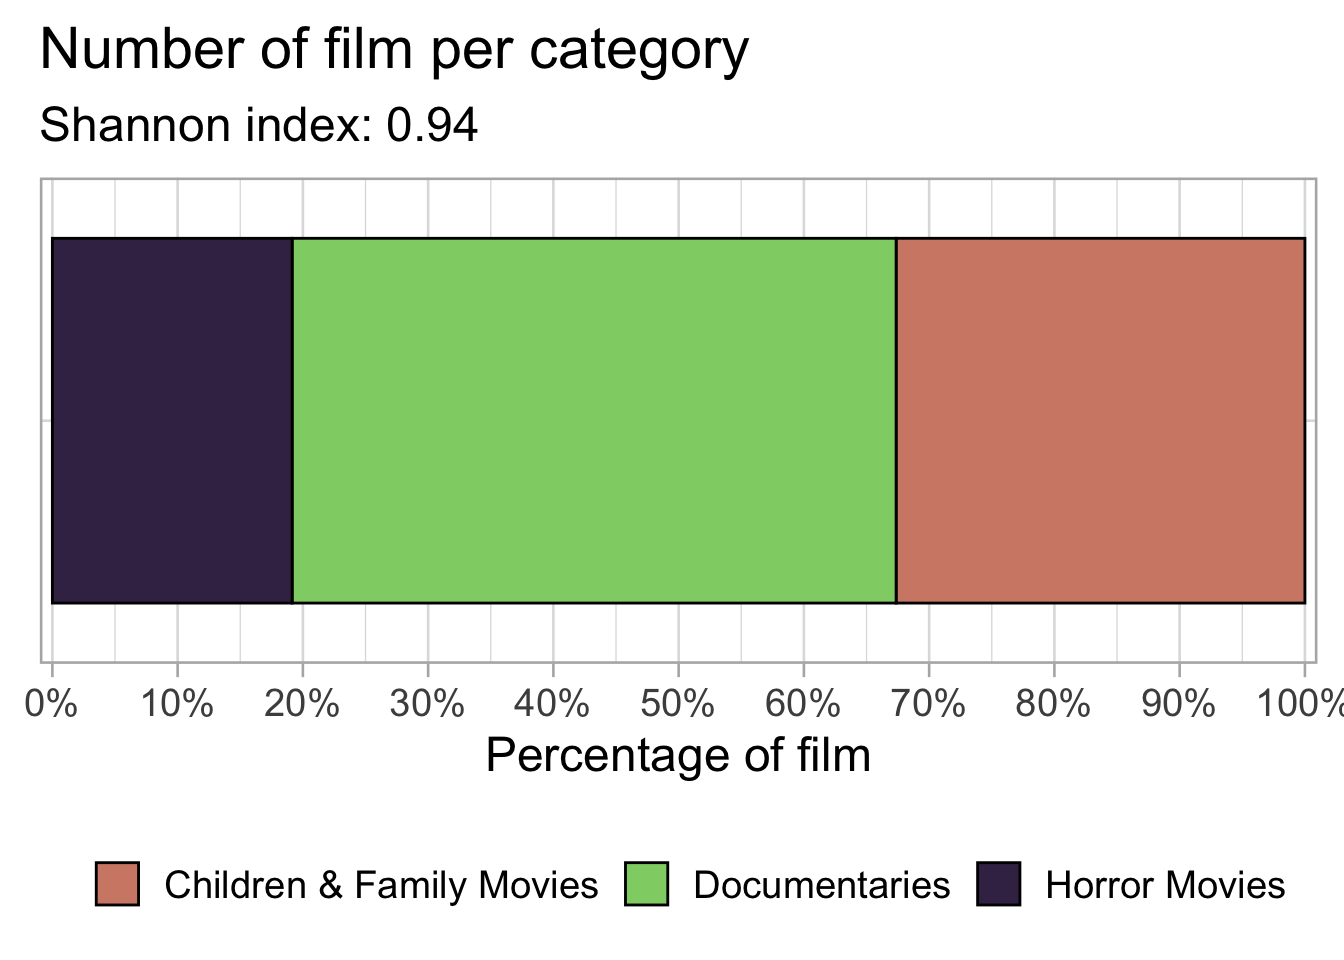 Number of film per category
Shannon index: 0.94
0% 10% 20% 30% 40% 50% 60% 70% 80% 90% 100%
Percentage of film
Children & Family Movies Documentaries Horror Movies